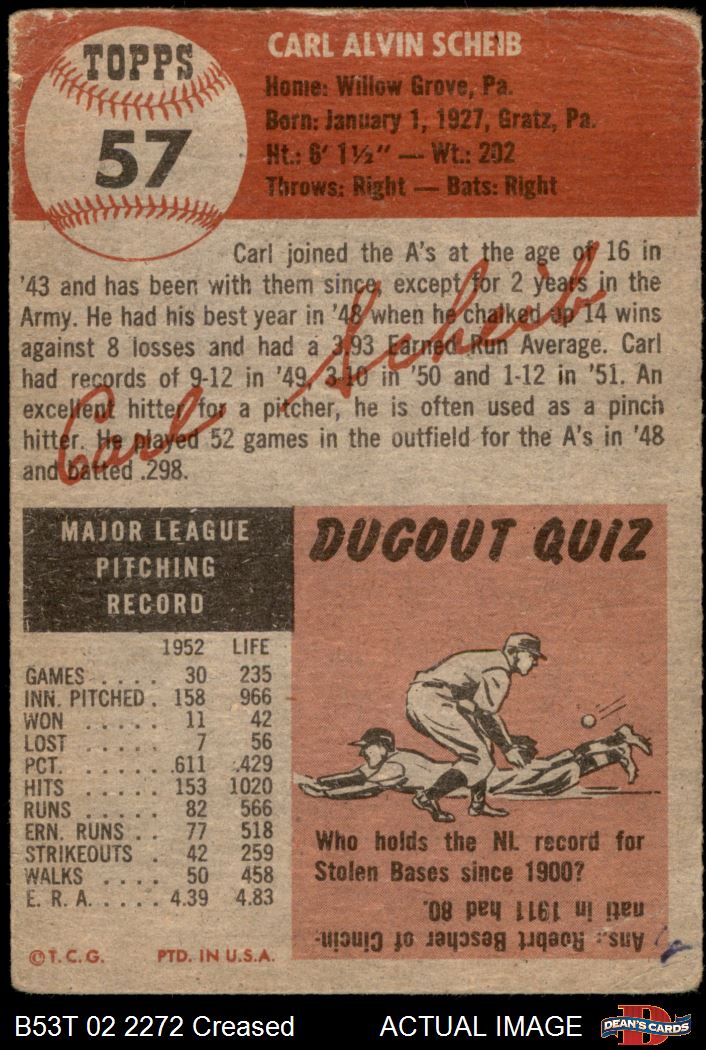 TOPPS
57
CARL ALVIN SCHEIB
Home: Willow Grove, Pa.
Born: January 1, 1927, Gratz, Pa.
Ht.: 6' 1½" — Wt.: 202
Throws: Right — Bats: Right
Carl joined the A's at the age of 16 in
'43 and has been with them since, except for 2 years in the
Army. He had his best year in '48 when he chalked up 14 wins
against 8 losses and had a 3.93 Earned Run Average. Carl
had records of 9-12 in '49, 3-10 in '50 and 1-12 in '51. An
excellent hitter for a pitcher, he is often used as a pinch
hitter. He played 52 games in the outfield for the A's in '48
and batted .298.
Carl Scheib
MAJOR LEAGUE
PITCHING
RECORD
1952 LIFE
GAMES . . . . 30 235
INN. PITCHED . 158 966
WON . . . . . 11 42
LOST . . . . . 7 56
PCT. . . . . . .611 .429
HITS . . . . . 153 1020
RUNS . . . . . 82 566
ERN. RUNS . . 77 518
STRIKEOUTS . 42 259
WALKS . . . . 50 458
E. R. A. . . . . 4.39 4.83
©T.C.G. PTD. IN U.S.A.
DUGOUT QUIZ
Who holds the NL record for
Stolen Bases since 1900?
Ans.: Roebrt Bescher of Cincin-
nati in 1911 had 80.
B53T 02 2272 Creased ACTUAL IMAGE
D
DEAN'S CARDS